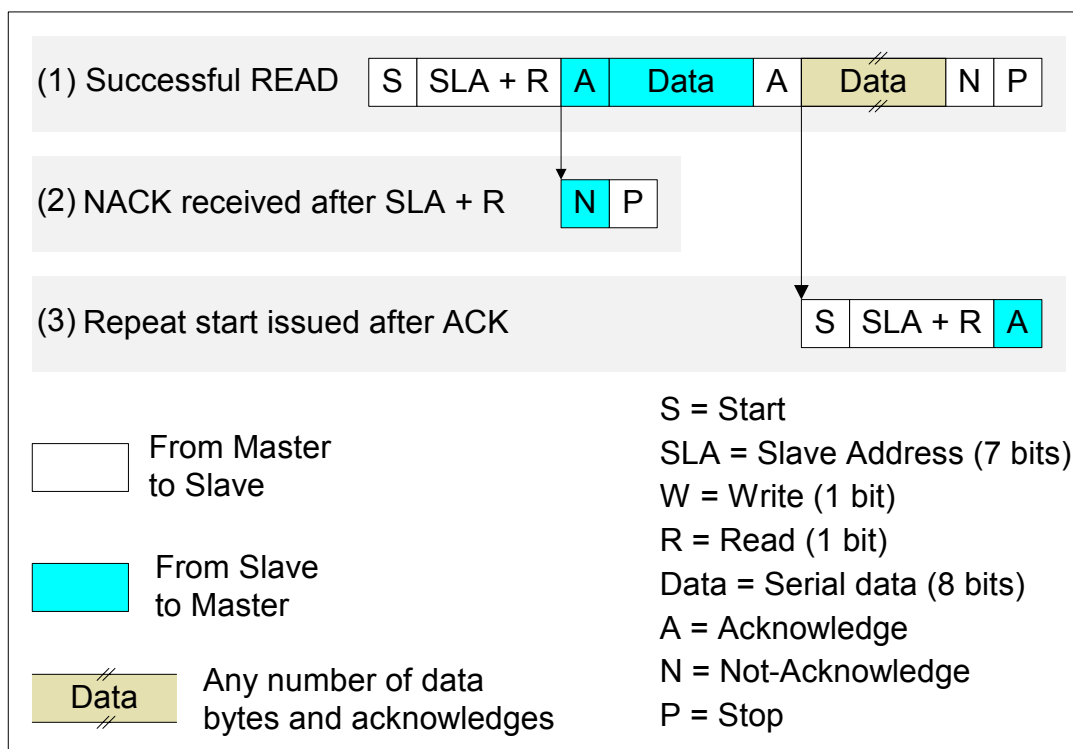 (1) Successful READ
S SLA + R A Data A Data N P
(2) NACK received after SLA + R
N P
(3) Repeat start issued after ACK
S SLA + R A
From Master
to Slave
From Slave
to Master
Data
Any number of data
bytes and acknowledges
S = Start
SLA = Slave Address (7 bits)
W = Write (1 bit)
R = Read (1 bit)
Data = Serial data (8 bits)
A = Acknowledge
N = Not-Acknowledge
P = Stop